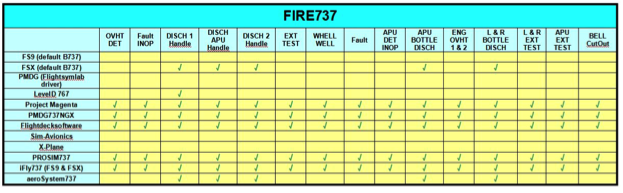 FIRE737
OVHT DET
Fault INOP
DISCH 1 Handle
DISCH APU Handle
DISCH 2 Handle
EXT TEST
WHELL WELL
Fault
APU DET INOP
APU BOTTLE DISCH
ENG OVHT 1 & 2
L & R BOTTLE DISCH
L & R EXT TEST
APU EXT TEST
BELL CutOut
FS9 (default B737)
FSX (default B737) √ √ √ √ √
PMDG (Flightsymlab driver)
LevelD 767 √
Project Magenta √ √ √ √ √ √ √ √ √ √ √ √ √ √ √
PMDG737NGX √ √ √ √ √ √ √ √ √ √ √ √ √ √ √
Flightdecksoftware √ √ √ √ √ √ √ √ √ √ √ √ √ √ √
Sim-Avionics
X-Plane
PROSIM737 √ √ √ √ √ √ √ √ √ √ √ √ √ √ √
iFly737 (FS9 & FSX) √ √ √ √ √ √ √ √ √ √ √ √ √ √ √
aeroSystem737 √ √ √ √ √